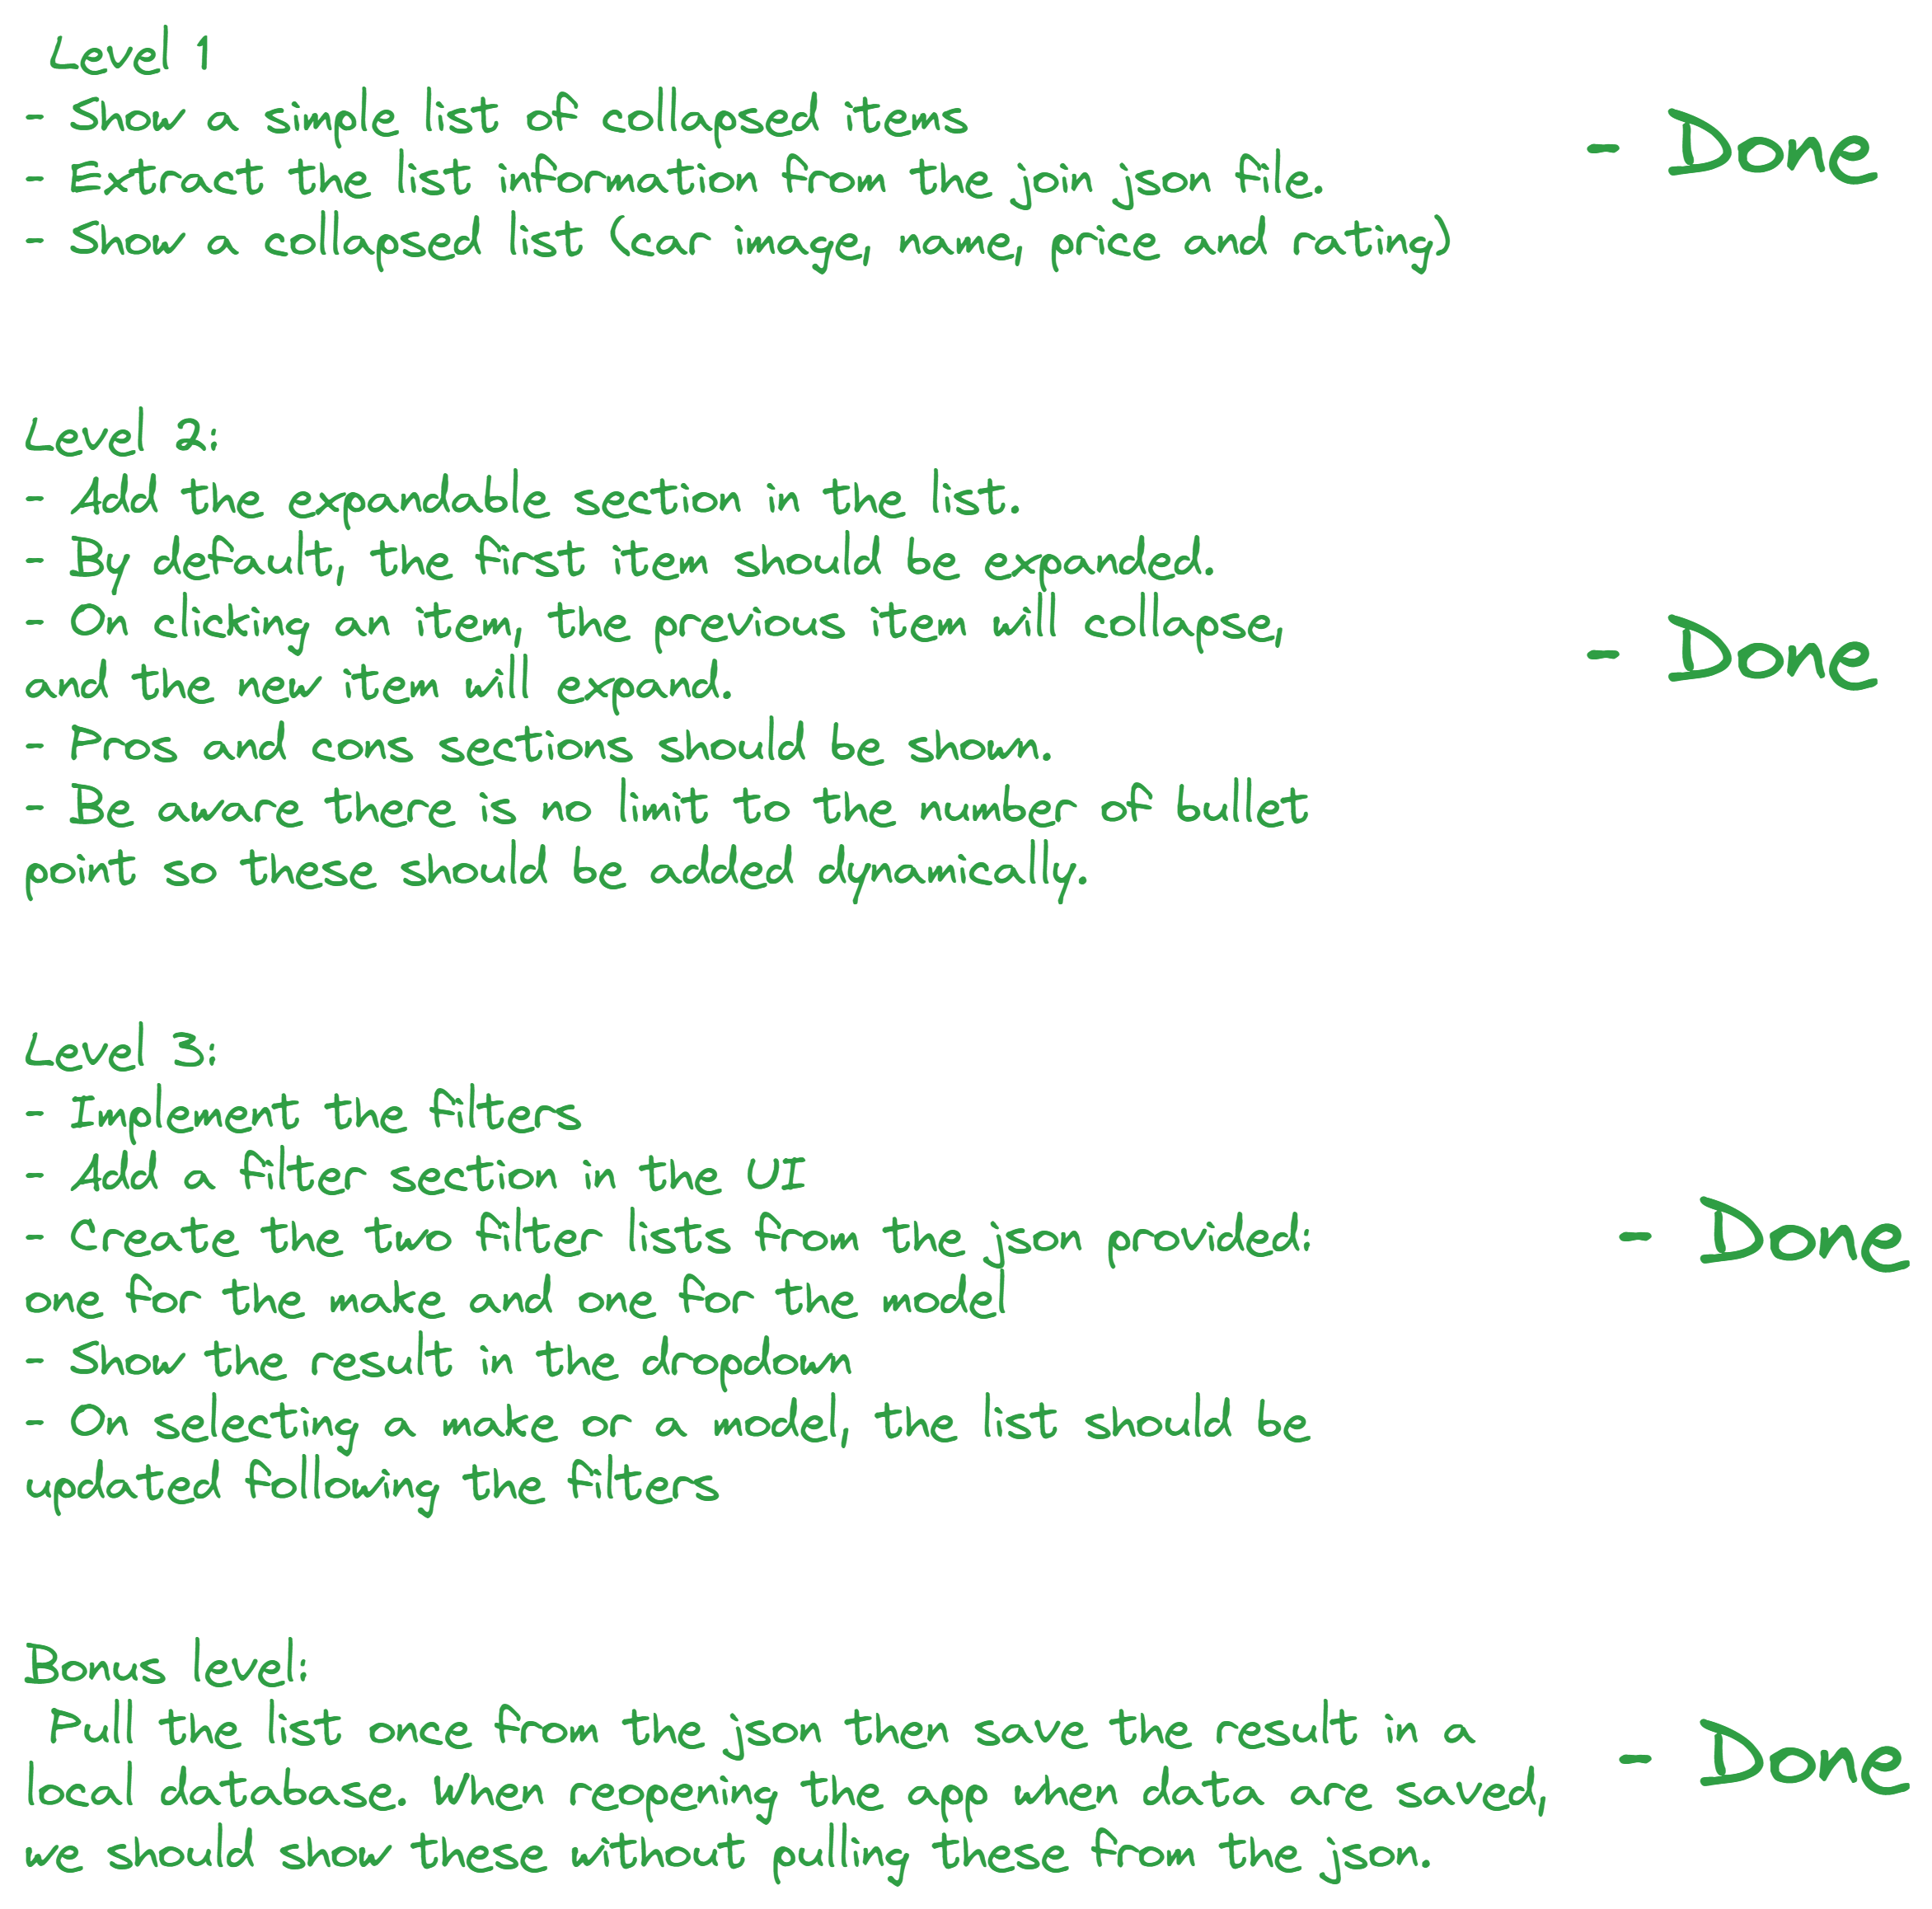 Level 1
- Show a simple list of collapsed items
- Extract the list information from the join json file.
- Done
- Show a collapsed list (car image, name, price and rating)
Level 2:
- Add the expandable section in the list.
- By default, the first item should be expanded.
- On clicking an item, the previous item will collapse,
- Done
and the new item will expand.
- Pros and cons sections should be shown.
- Be aware there is no limit to the number of bullet
point so these should be added dynamically.
Level 3:
- Implement the filters
- Add a filter section in the UI
- Create the two filter lists from the json provided:
- Done
one for the make and one for the model
- Show the result in the dropdown
- On selecting a make or a model, the list should be
updated following the filters
Bonus level:
Pull the list once from the json then save the result in a
- Done
local database. When reopening the app when data are saved,
we should show these without pulling these from the json.